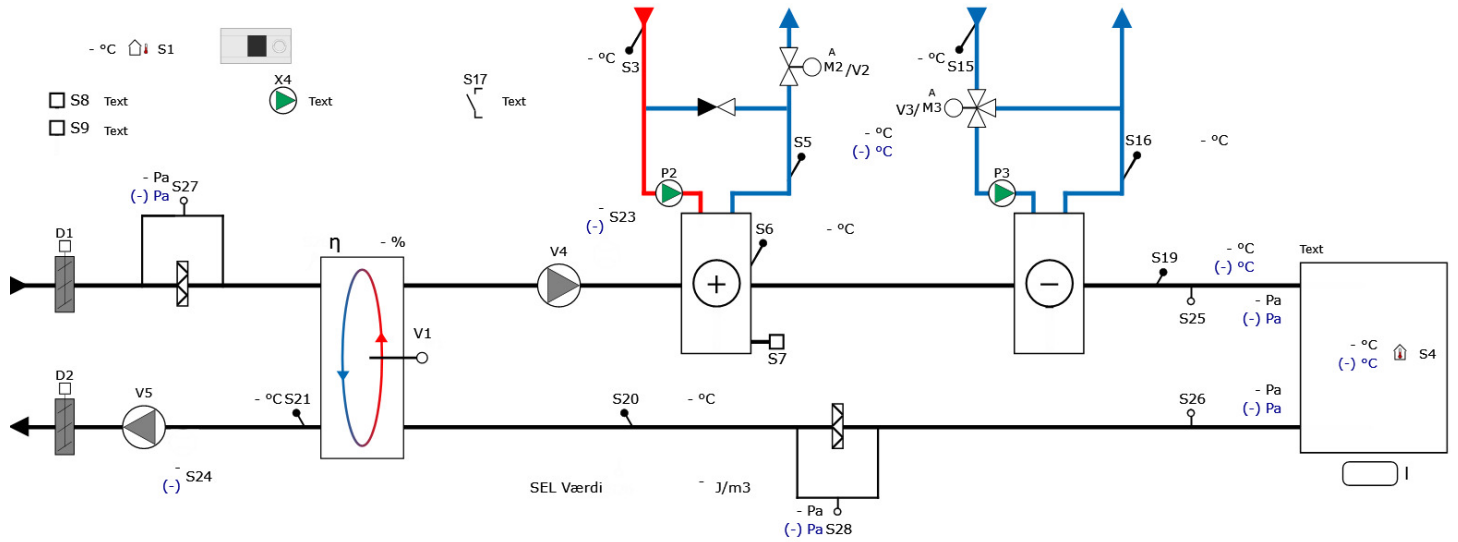 - °C S1
X4
Text
S8 Text
S9 Text
S17
Text
- °C
S3
A
M2/V2
- °C
S15
A
V3/M3
S5
- °C
(-) °C
S16
- °C
- Pa
(-) Pa
S27
P2
P3
-
(-) S23
D1
η - %
V4
S6
- °C
S19
- °C
(-) °C
Text
S25
- Pa
(-) Pa
V1
S7
- °C
(-) °C
S4
D2
V5
- °C S21
S20
- °C
S26
- Pa
(-) Pa
-
(-) S24
SEL Værdi - J/m3
- Pa
(-) Pa S28
I